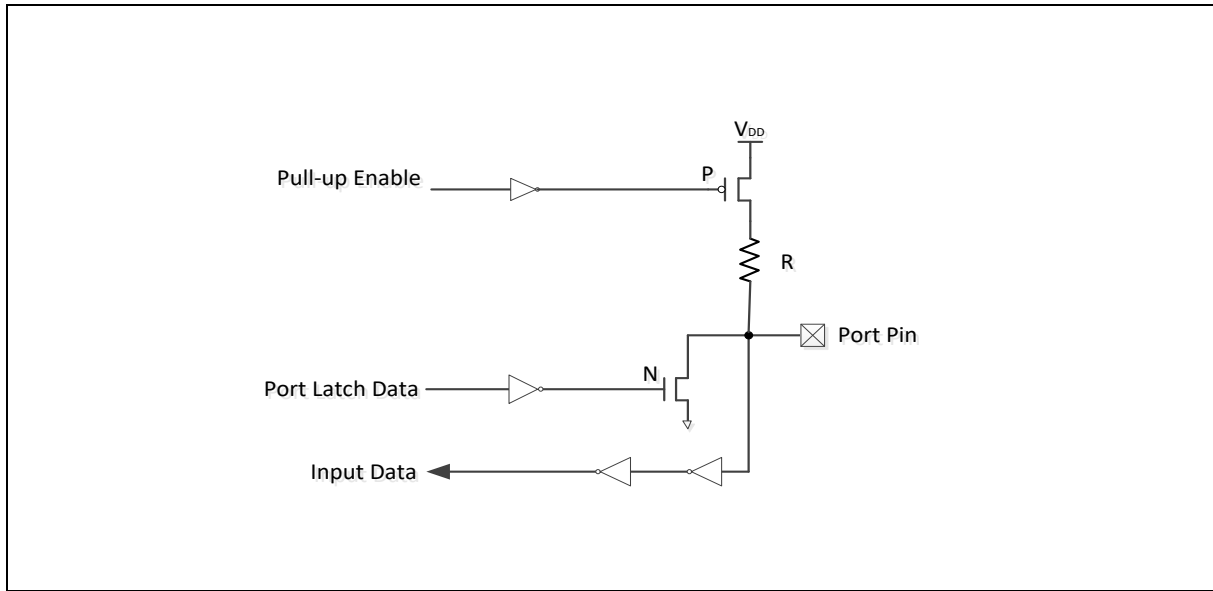 VDD
Pull-up Enable
P
R
Port Pin
Port Latch Data
N
Input Data